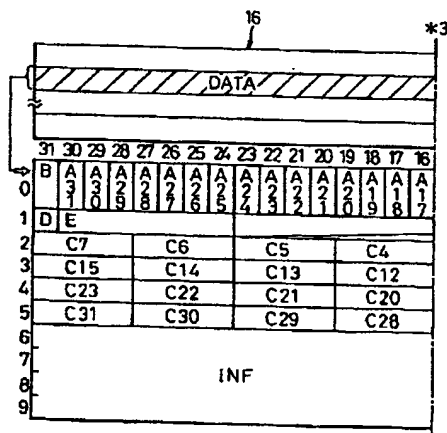 16
*3
DATA
31 30 29 28 27 26 25 24 23 22 21 20 19 18 17 16
0 B A31 A30 A29 A28 A27 A26 A25 A24 A23 A22 A21 A20 A19 A18 A17
1 D E
2 C7 C6 C5 C4
3 C15 C14 C13 C12
4 C23 C22 C21 C20
5 C31 C30 C29 C28
6
7 INF
8
9